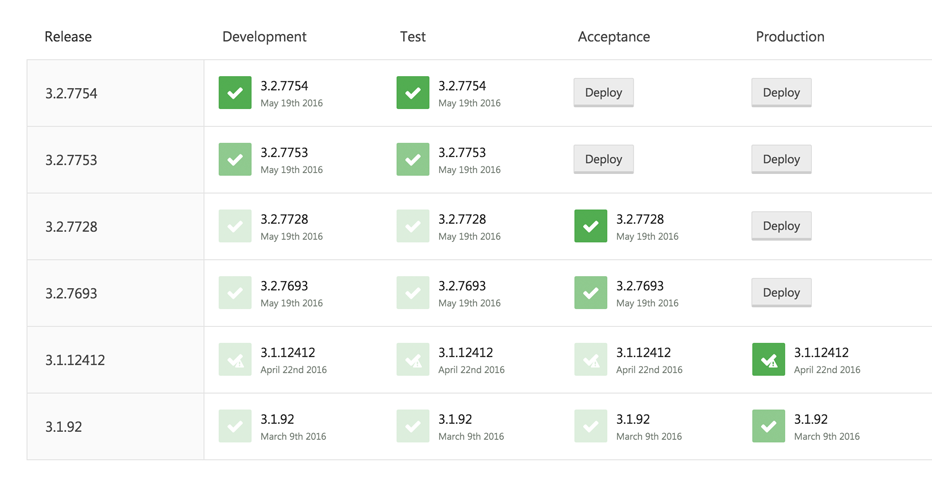 Release Development Test Acceptance Production
3.2.7754 3.2.7754 3.2.7754 Deploy Deploy
May 19th 2016 May 19th 2016
3.2.7753 3.2.7753 3.2.7753 Deploy Deploy
May 19th 2016 May 19th 2016
3.2.7728 3.2.7728 3.2.7728 3.2.7728 Deploy
May 19th 2016 May 19th 2016 May 19th 2016
3.2.7693 3.2.7693 3.2.7693 3.2.7693 Deploy
May 19th 2016 May 19th 2016 May 19th 2016
3.1.12412 3.1.12412 3.1.12412 3.1.12412 3.1.12412
April 22nd 2016 April 22nd 2016 April 22nd 2016 April 22nd 2016
3.1.92 3.1.92 3.1.92 3.1.92 3.1.92
March 9th 2016 March 9th 2016 March 9th 2016 March 9th 2016